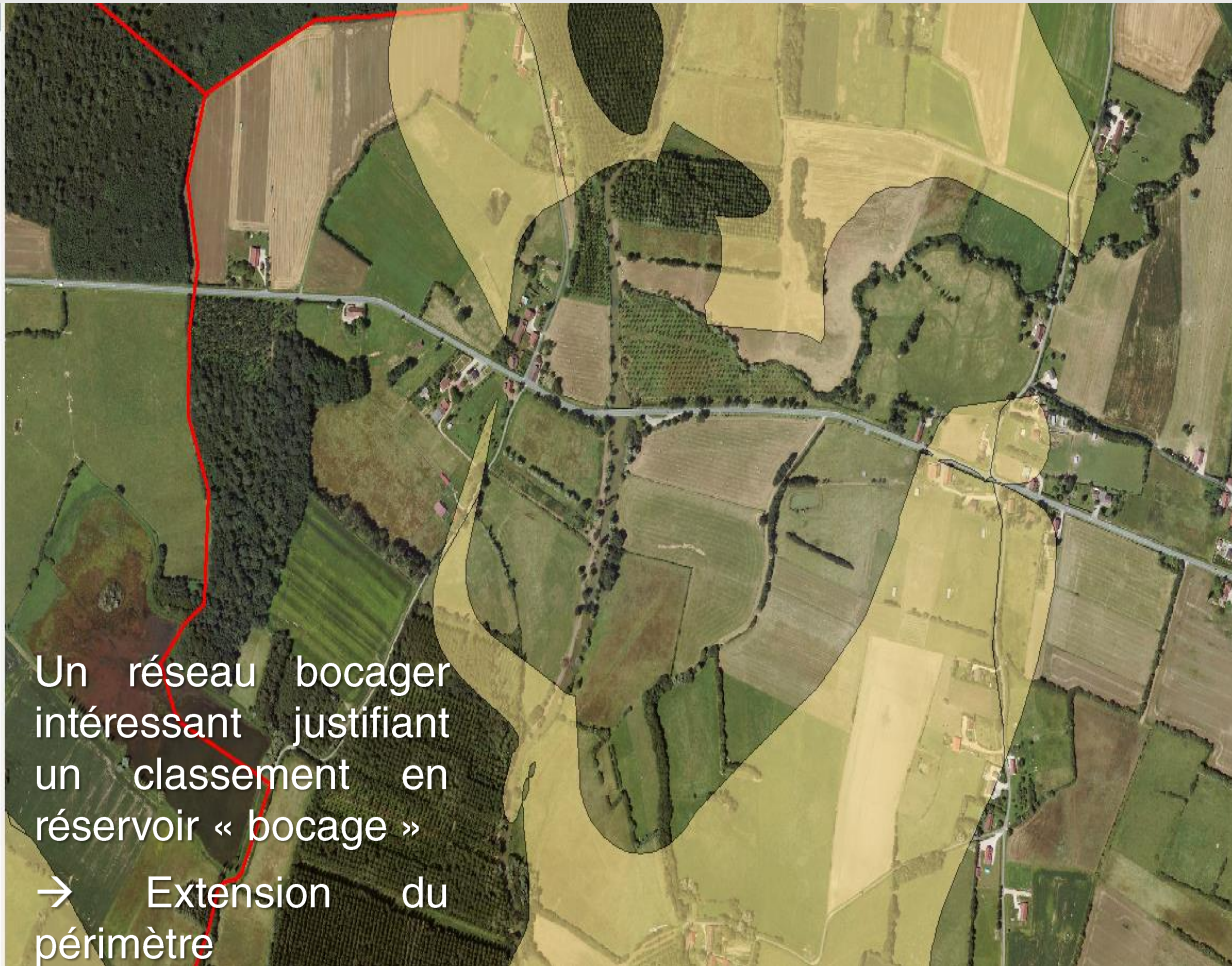 Un réseau bocager
intéressant justifiant
un classement en
réservoir « bocage »
→ Extension du
périmètre